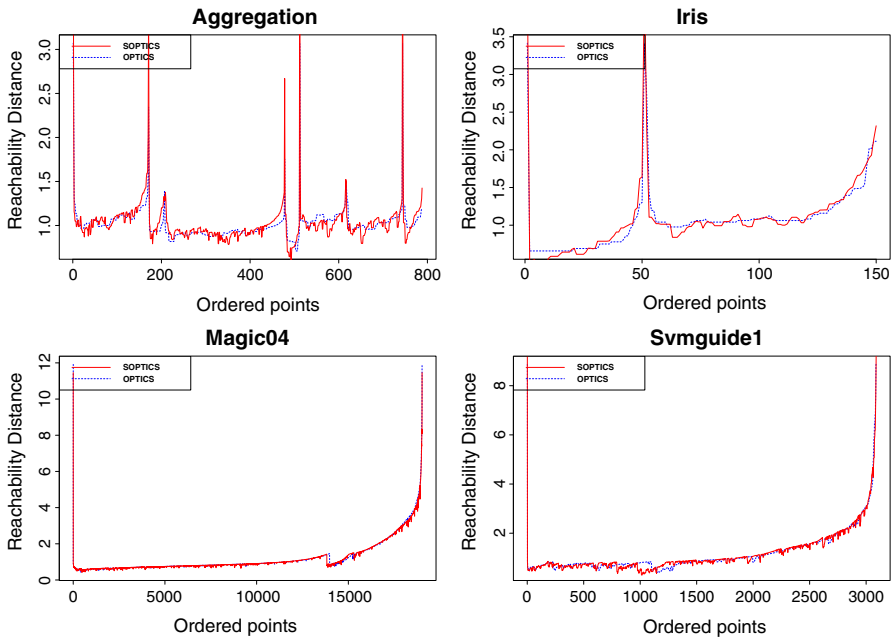 Aggregation
SOPTICS
OPTICS
Reachability Distance
1.0 1.5 2.0 2.5 3.0
0 200 400 600 800
Ordered points
Iris
SOPTICS
OPTICS
Reachability Distance
1.0 1.5 2.0 2.5 3.0 3.5
0 50 100 150
Ordered points
Magic04
SOPTICS
OPTICS
Reachability Distance
0 2 4 6 8 10 12
0 5000 10000 15000
Ordered points
Svmguide1
SOPTICS
OPTICS
Reachability Distance
2 4 6 8
0 500 1000 1500 2000 2500 3000
Ordered points